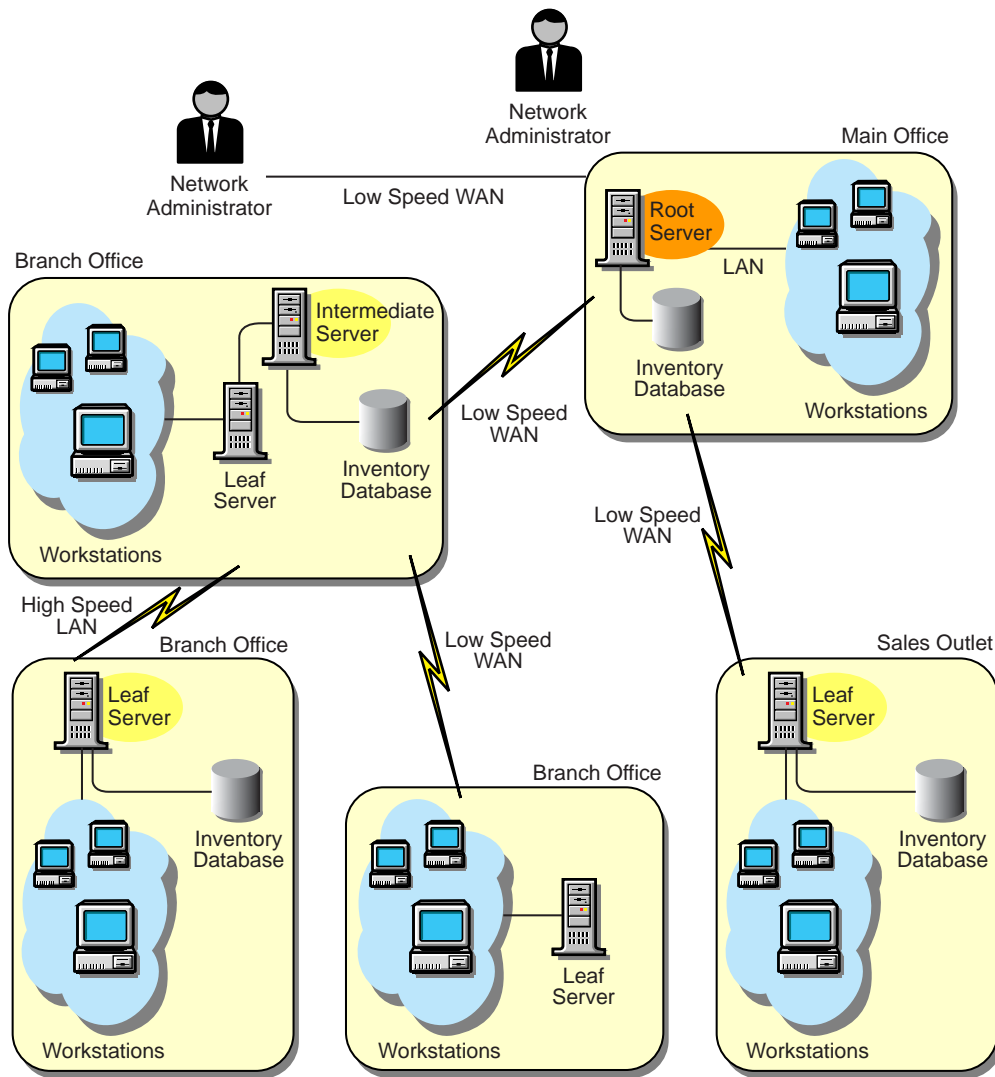 Network
Administrator
Network
Administrator
Main Office
Low Speed WAN
Root
Server
LAN
Inventory
Database
Workstations
Branch Office
Intermediate
Server
Leaf
Server
Inventory
Database
Workstations
Low Speed
WAN
Low Speed
WAN
High Speed
LAN
Low Speed
WAN
Branch Office
Leaf
Server
Inventory
Database
Workstations
Branch Office
Leaf
Server
Workstations
Sales Outlet
Leaf
Server
Inventory
Database
Workstations